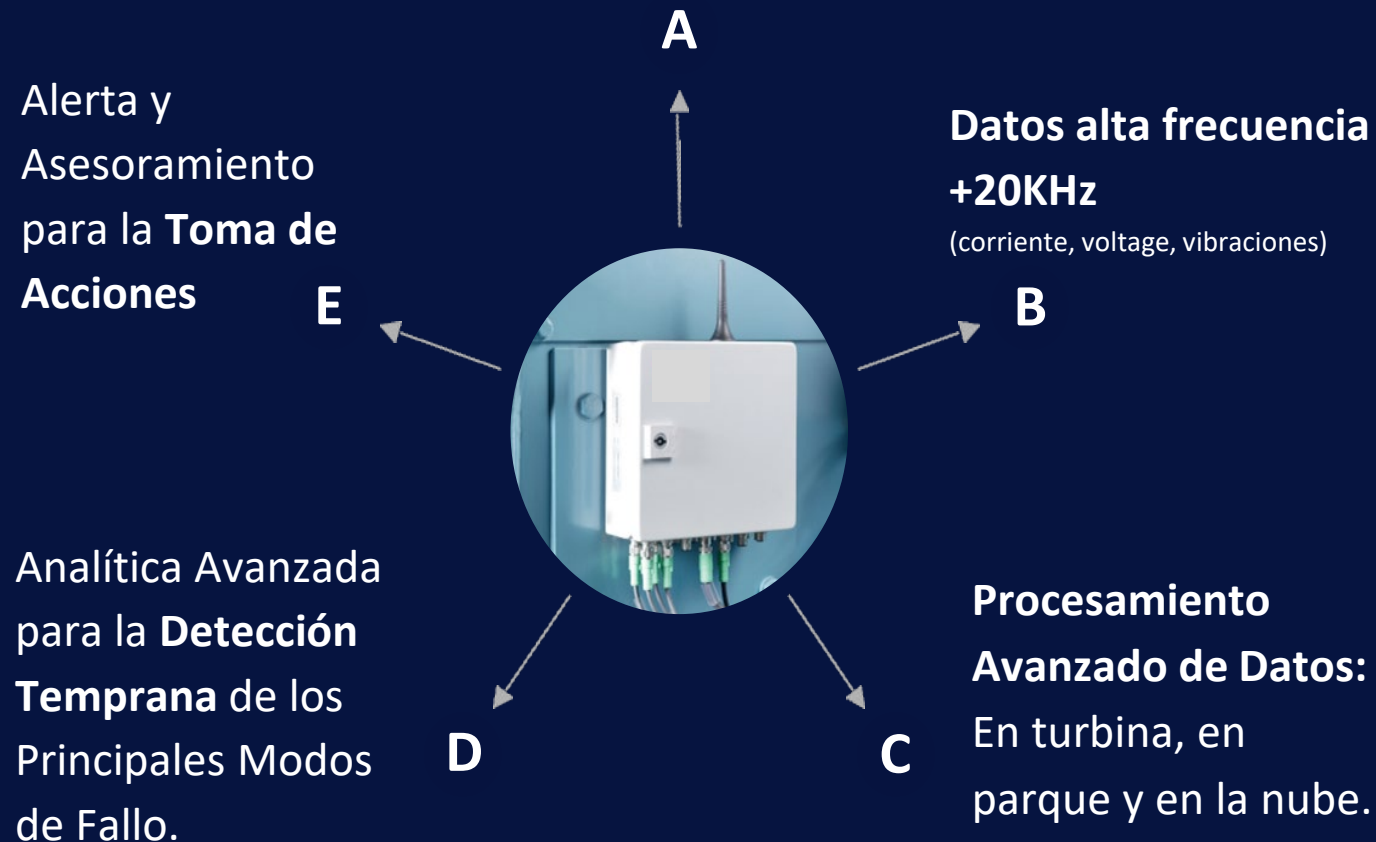 A
Datos alta frecuencia
+20KHz
(corriente, voltage, vibraciones)
B
Procesamiento
Avanzado de Datos:
En turbina, en
parque y en la nube.
C
Analítica Avanzada
para la Detección
Temprana de los
Principales Modos
de Fallo.
D
Alerta y
Asesoramiento
para la Toma de
Acciones
E